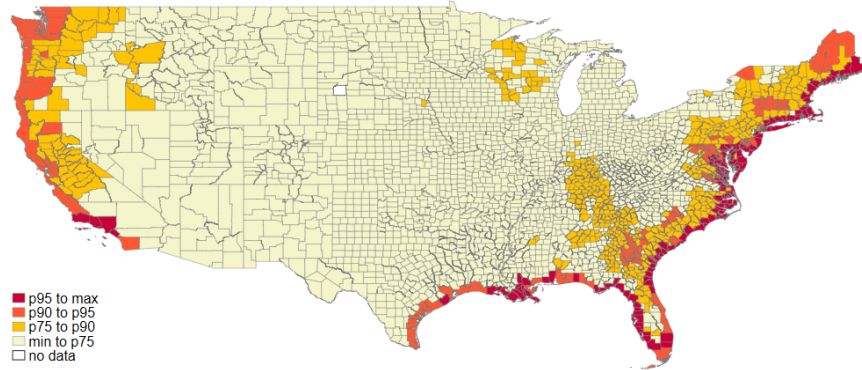 p95 to max
p90 to p95
p75 to p90
min to p75
no data